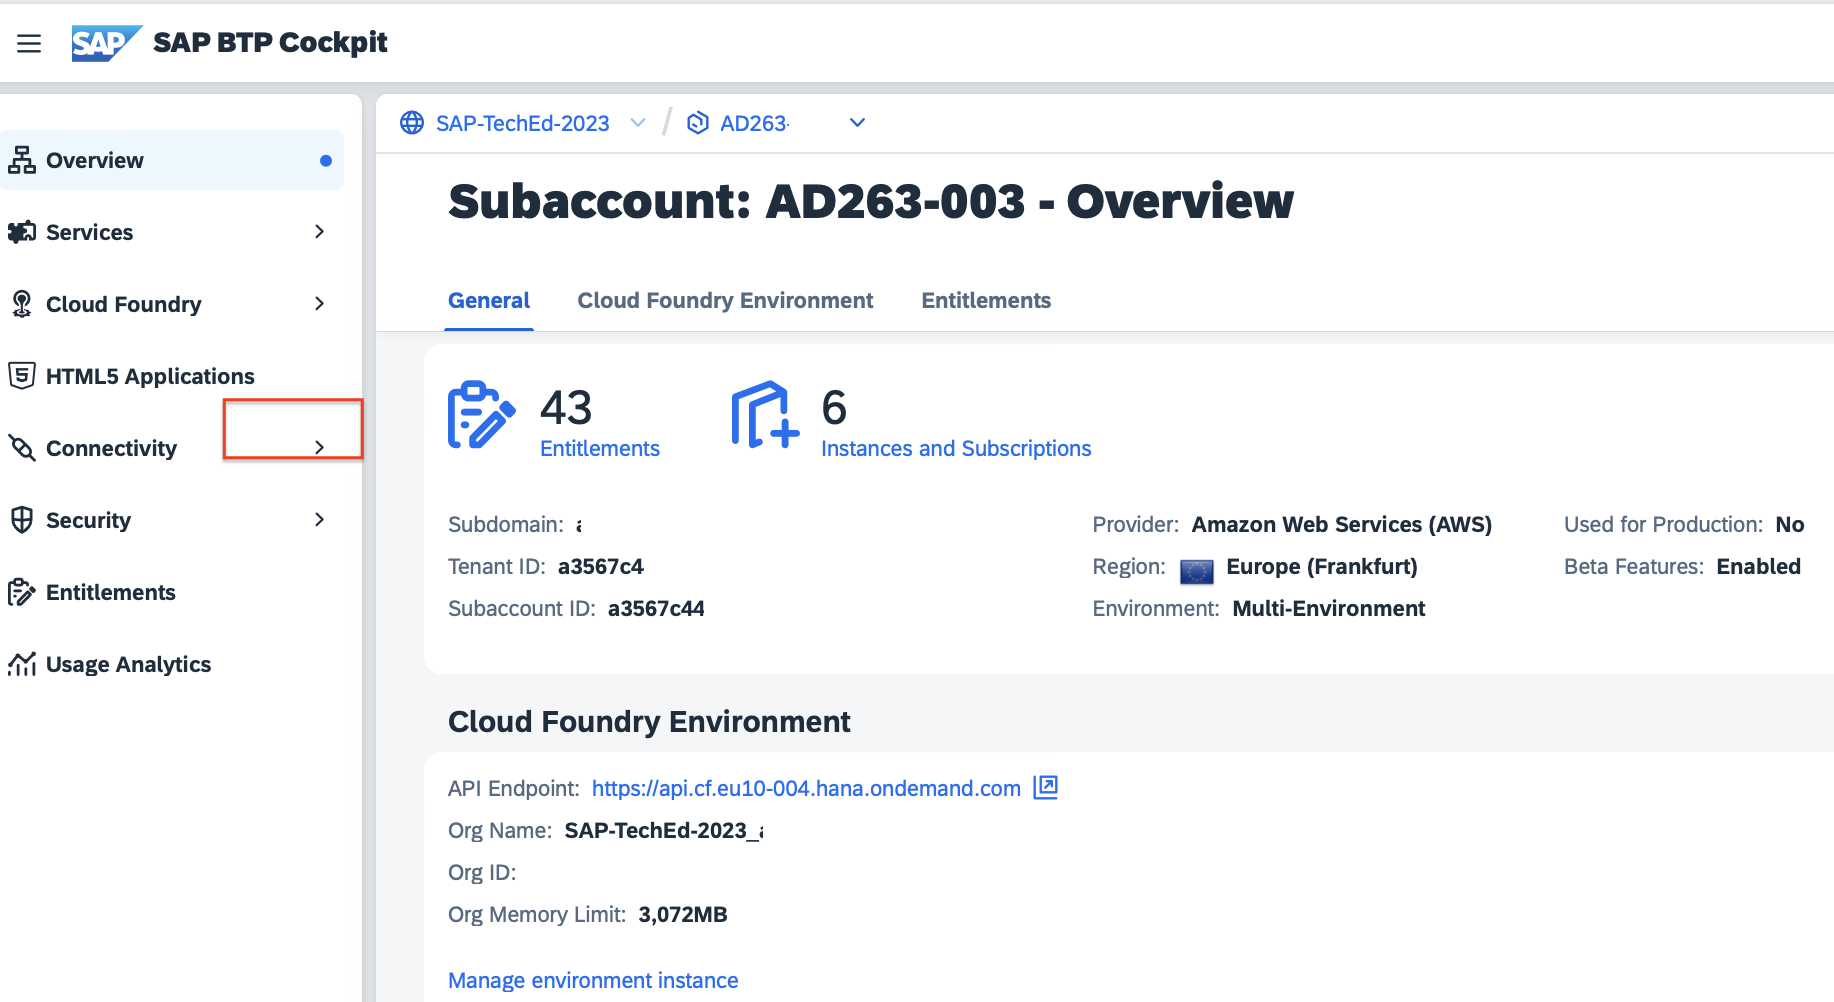 SAP SAP BTP Cockpit
Overview
Services
Cloud Foundry
HTML5 Applications
Connectivity
Security
Entitlements
Usage Analytics
SAP-TechEd-2023 / AD263-
Subaccount: AD263-003 - Overview
General Cloud Foundry Environment Entitlements
43
Entitlements
6
Instances and Subscriptions
Subdomain:
Tenant ID: a3567c4
Subaccount ID: a3567c44
Provider: Amazon Web Services (AWS)
Region: Europe (Frankfurt)
Environment: Multi-Environment
Used for Production: No
Beta Features: Enabled
Cloud Foundry Environment
API Endpoint: https://api.cf.eu10-004.hana.ondemand.com
Org Name: SAP-TechEd-2023_
Org ID:
Org Memory Limit: 3,072MB
Manage environment instance